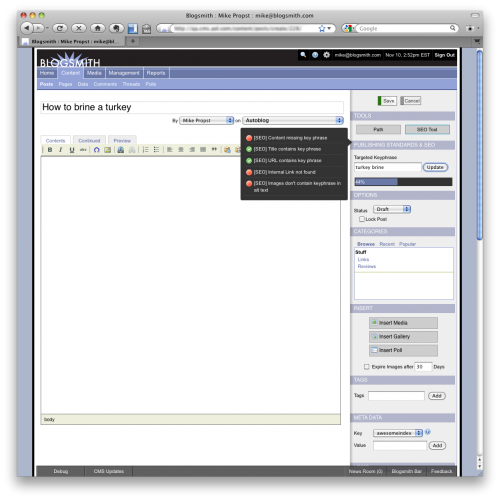 Blogsmith : Mike Propst : mike@blogsmith.com
Google
Blogsmith : Mike Propst : mike@bl...
BLOGSMITH
mike@blogsmith.com Nov 10, 2:52pm EST Sign Out
Home Content Media Management Reports
Posts Pages Data Comments Threats Polls
How to brine a turkey
By Mike Propst on Autoblog
Contents Continued Preview
B I U abc
[SEO] Content missing key phrase
[SEO] Title contains key phrase
[SEO] URL contains key phrase
[SEO] Internal Link not found
[SEO] Images don't contain keyphrase in
alt text
body
Save Cancel
TOOLS
Path SEO Tool
PUBLISHING STANDARDS & SEO
Targeted Keyphrase
turkey brine Update
44%
OPTIONS
Status Draft
Lock Post
CATEGORIES
Browse Recent Popular
Stuff
Links
Reviews
INSERT
Insert Media
Insert Gallery
Insert Poll
Expire Images after 30 Days
TAGS
Tags Add
META DATA
Key awesomeindex
Value Add
Debug CMS Updates News Room (0) Blogsmith Bar Feedback